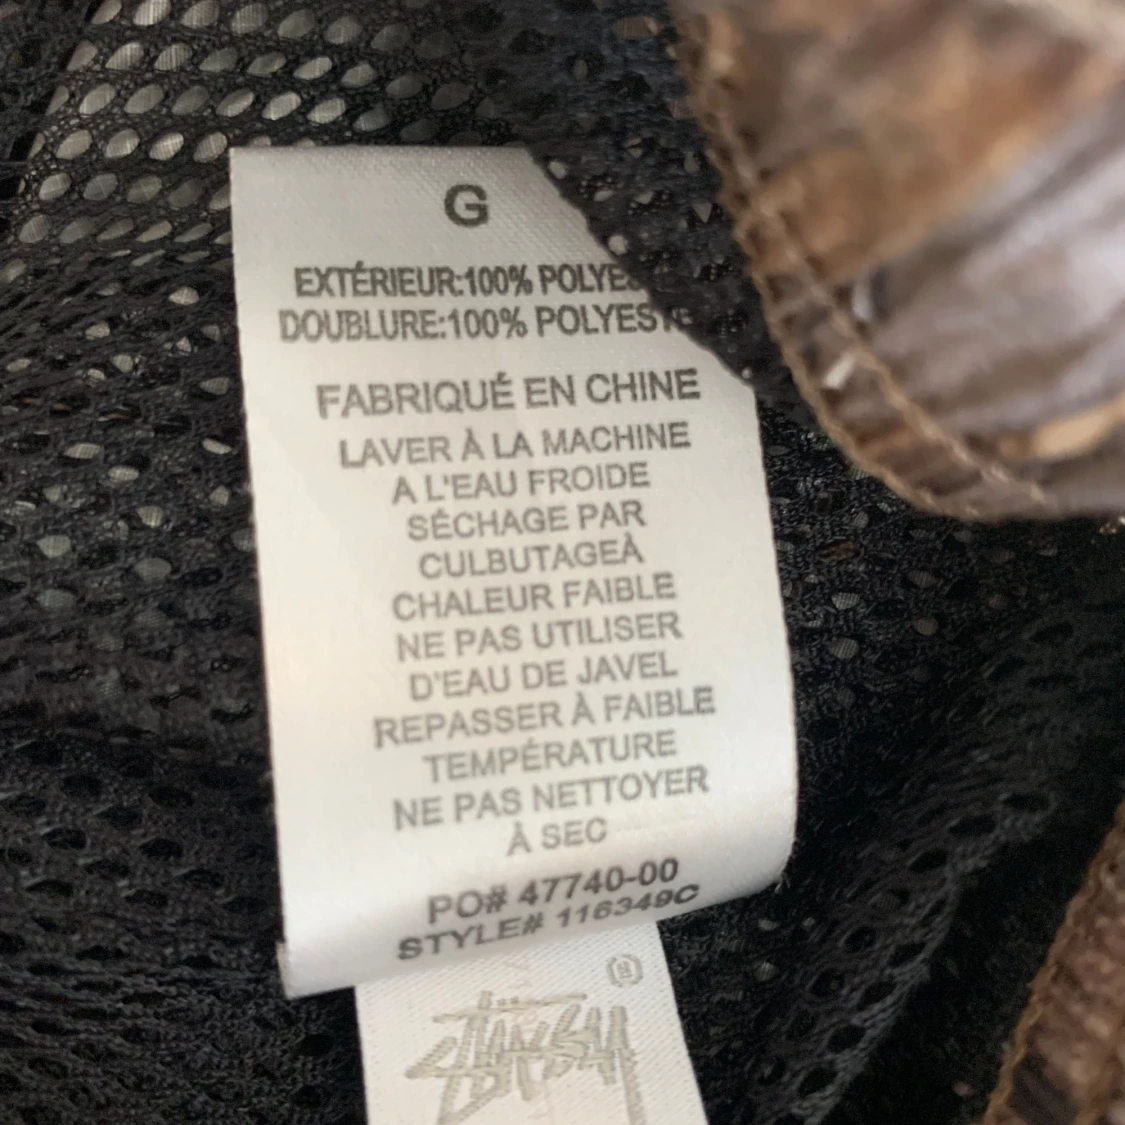 G
EXTÉRIEUR:100% POLYES
DOUBLURE:100% POLYESTE
FABRIQUÉ EN CHINE
LAVER À LA MACHINE
A L'EAU FROIDE
SÉCHAGE PAR
CULBUTAGEÀ
CHALEUR FAIBLE
NE PAS UTILISER
D'EAU DE JAVEL
REPASSER À FAIBLE
TEMPÉRATURE
NE PAS NETTOYER
À SEC
PO# 47740-00
STYLE# 116349C
STÜSSY